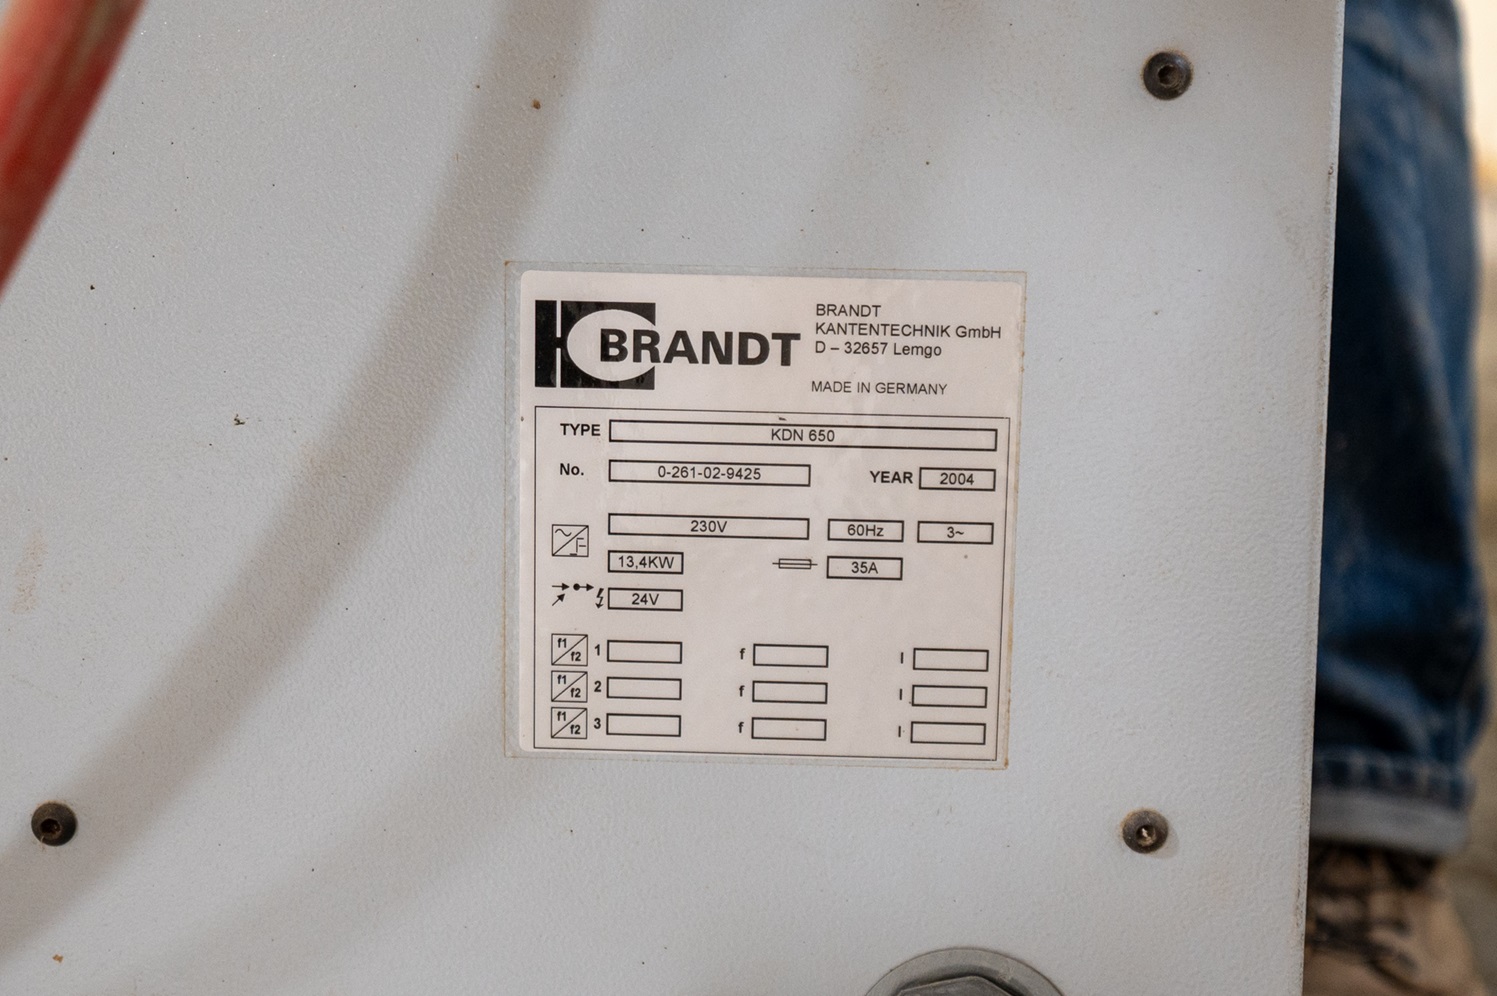 BRANDT
BRANDT
KANTENTECHNIK GmbH
D – 32657 Lemgo
MADE IN GERMANY
TYPE KDN 650
No. 0-261-02-9425 YEAR 2004
230V 60Hz 3~
13,4KW 35A
24V
f1/f2 1 f I
f1/f2 2 f I
f1/f2 3 f I